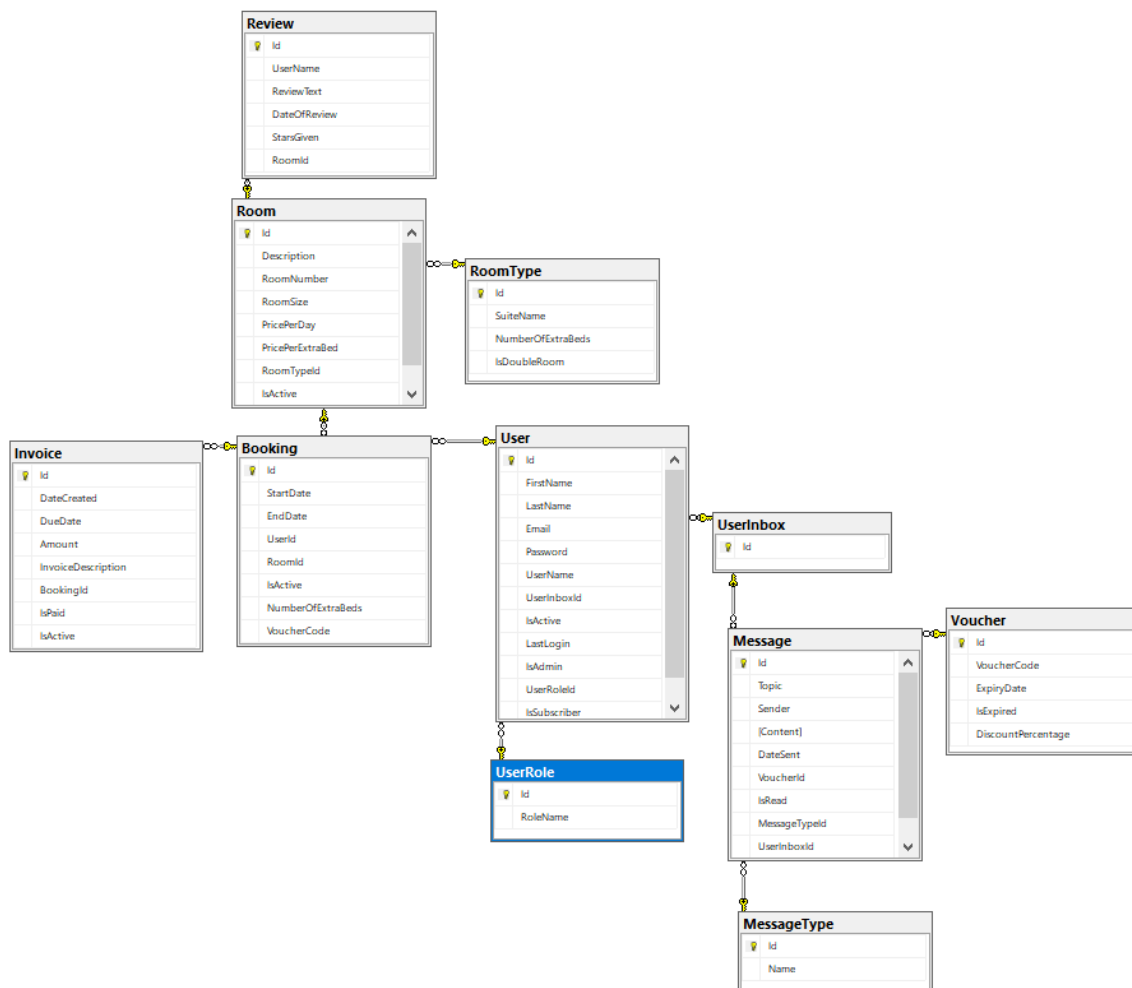 Review
Id
UserName
ReviewText
DateOfReview
StarsGiven
RoomId
Room
Id
Description
RoomNumber
RoomSize
PricePerDay
PricePerExtraBed
RoomTypeId
IsActive
RoomType
Id
SuiteName
NumberOfExtraBeds
IsDoubleRoom
Invoice
Id
DateCreated
DueDate
Amount
InvoiceDescription
BookingId
IsPaid
IsActive
Booking
Id
StartDate
EndDate
UserId
RoomId
IsActive
NumberOfExtraBeds
VoucherCode
User
Id
FirstName
LastName
Email
Password
UserName
UserInboxId
IsActive
LastLogin
IsAdmin
UserRoleId
IsSubscriber
UserInbox
Id
Message
Id
Topic
Sender
[Content]
DateSent
VoucherId
IsRead
MessageTypeId
UserInboxId
Voucher
Id
VoucherCode
ExpiryDate
IsExpired
DiscountPercentage
UserRole
Id
RoleName
MessageType
Id
Name